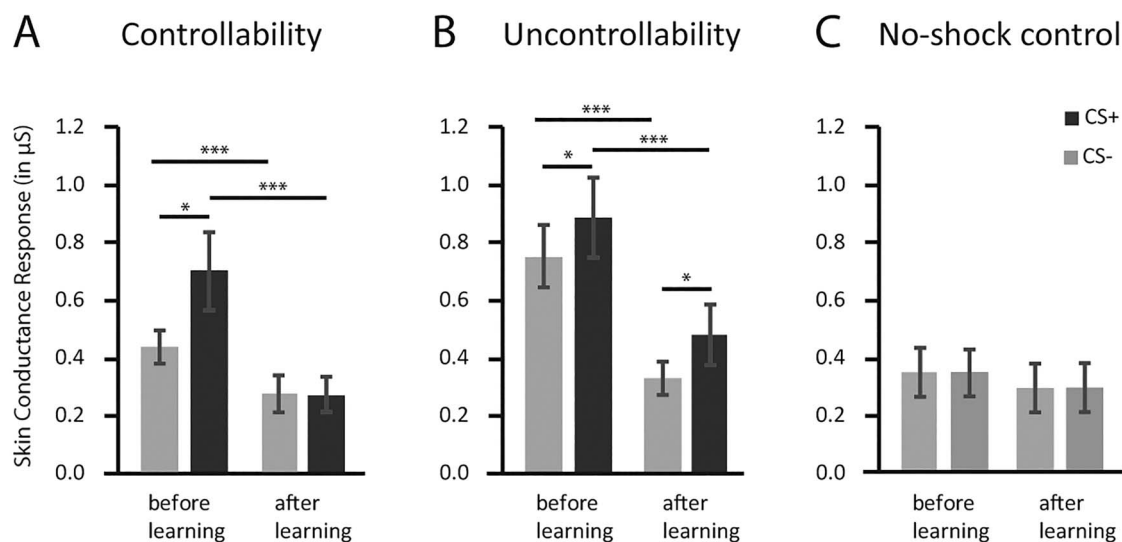 A Controllability
B Uncontrollability
C No-shock control
Skin Conductance Response (in µS)
1.2
1.0
0.8
0.6
0.4
0.2
0.0
***
***
*
before learning
after learning
1.2
1.0
0.8
0.6
0.4
0.2
0.0
***
***
*
*
before learning
after learning
1.2
1.0
0.8
0.6
0.4
0.2
0.0
CS+
CS-
before learning
after learning